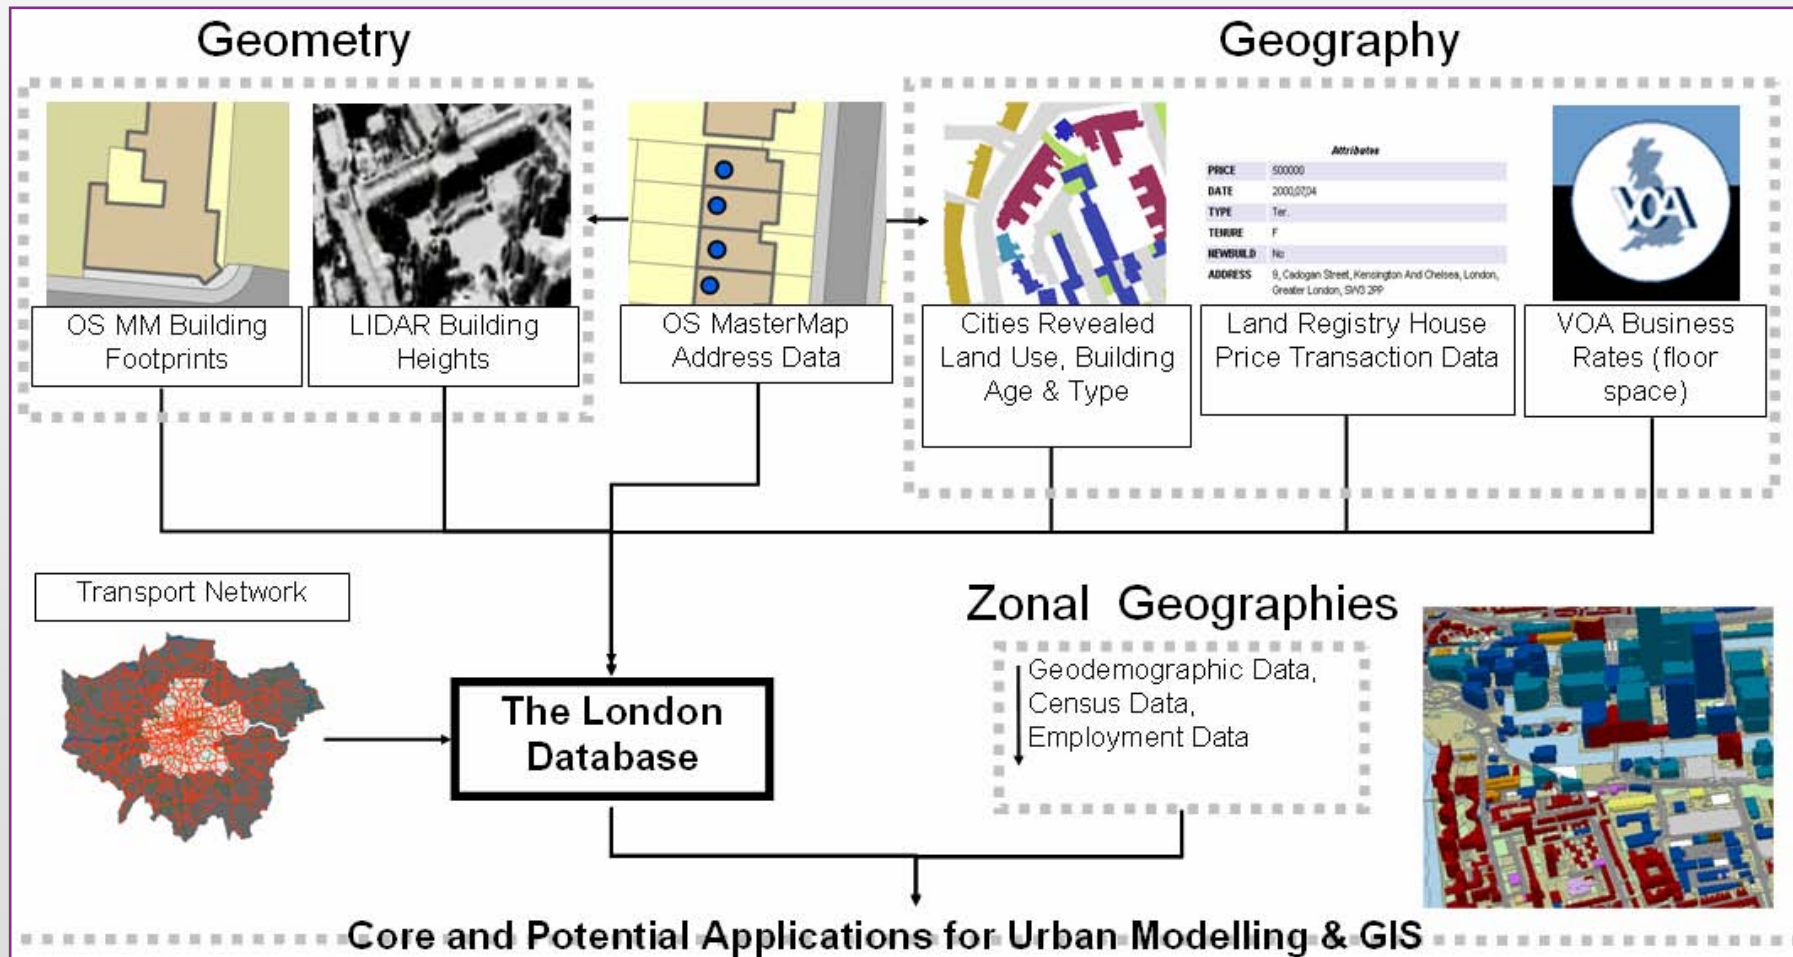 Geometry
Geography
Attributes
PRICE 500000
DATE 2000,07,04
TYPE Ter.
TENURE F
NEWBUILD No
ADDRESS 9, Cadogan Street, Kensington And Chelsea, London,
Greater London, SW3 2PP
VOA
OS MM Building
Footprints
LIDAR Building
Heights
OS MasterMap
Address Data
Cities Revealed
Land Use, Building
Age & Type
Land Registry House
Price Transaction Data
VOA Business
Rates (floor
space)
Transport Network
Zonal Geographies
Geodemographic Data,
Census Data,
Employment Data
The London
Database
Core and Potential Applications for Urban Modelling & GIS